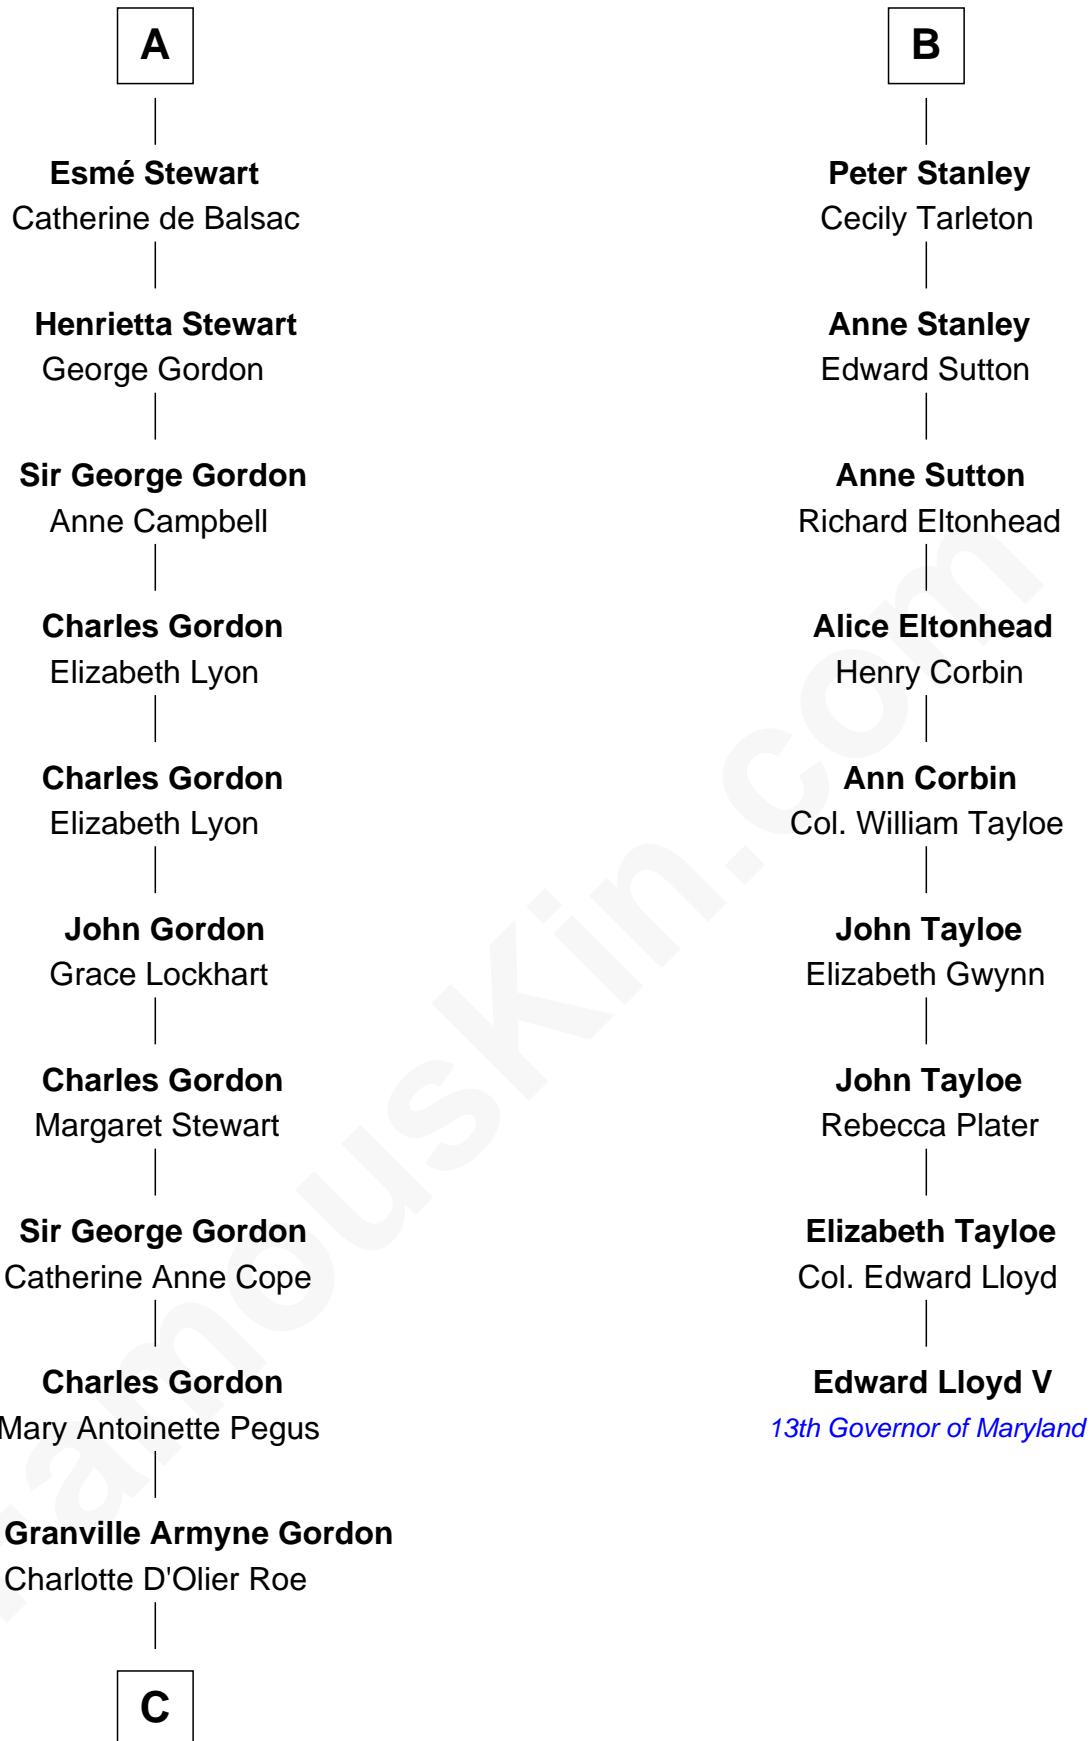 A
Esmé Stewart
Catherine de Balsac
Henrietta Stewart
George Gordon
Sir George Gordon
Anne Campbell
Charles Gordon
Elizabeth Lyon
Charles Gordon
Elizabeth Lyon
John Gordon
Grace Lockhart
Charles Gordon
Margaret Stewart
Sir George Gordon
Catherine Anne Cope
Charles Gordon
Mary Antoinette Pegus
Granville Armyne Gordon
Charlotte D'Olier Roe
C
B
Peter Stanley
Cecily Tarleton
Anne Stanley
Edward Sutton
Anne Sutton
Richard Eltonhead
Alice Eltonhead
Henry Corbin
Ann Corbin
Col. William Tayloe
John Tayloe
Elizabeth Gwynn
John Tayloe
Rebecca Plater
Elizabeth Tayloe
Col. Edward Lloyd
Edward Lloyd V
13th Governor of Maryland
FamousKin.com